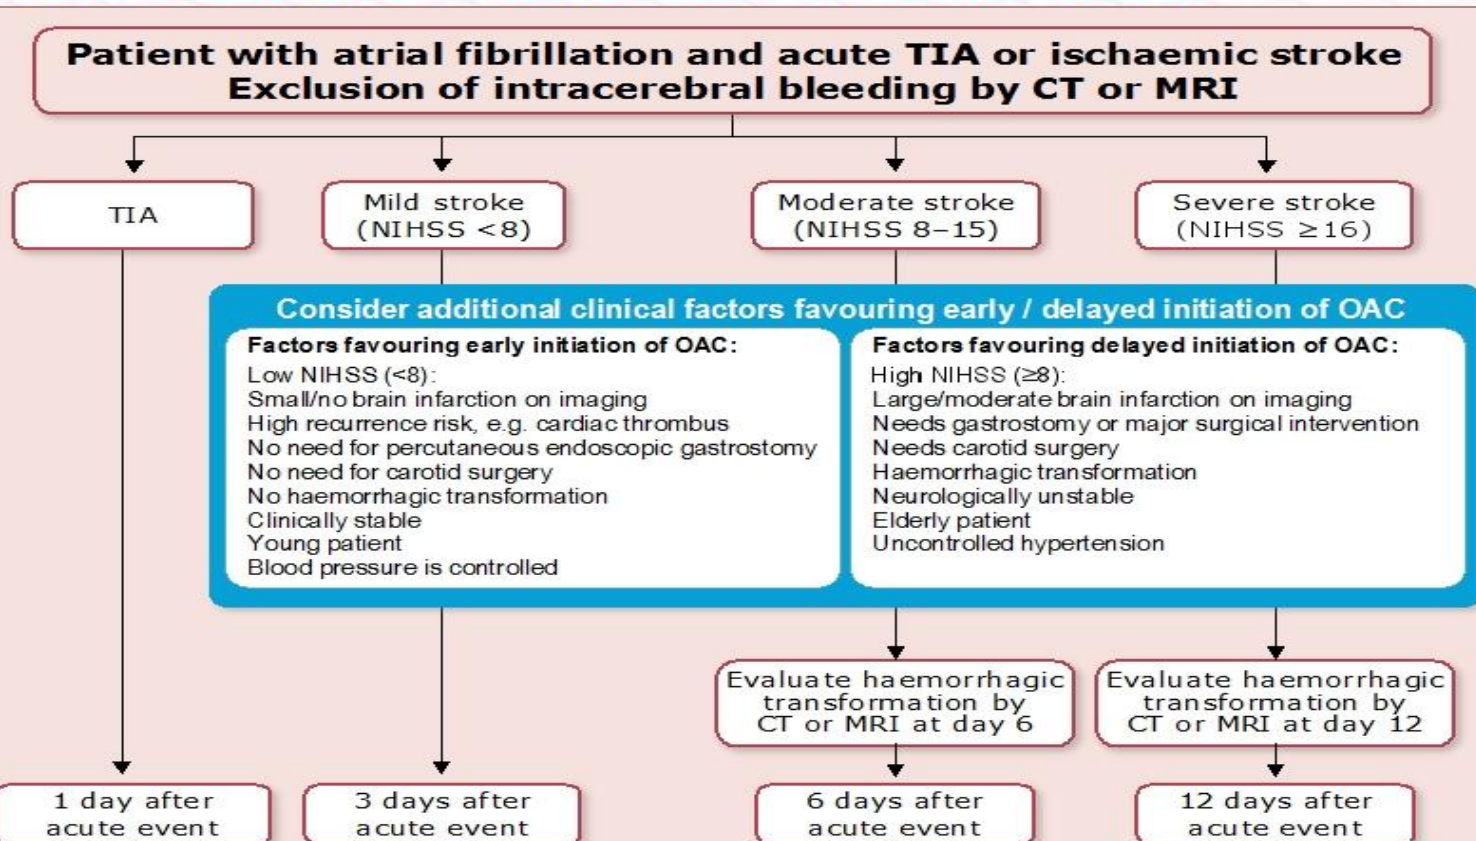 Patient with atrial fibrillation and acute TIA or ischaemic stroke
Exclusion of intracerebral bleeding by CT or MRI
TIA
Mild stroke
(NIHSS <8)
Moderate stroke
(NIHSS 8–15)
Severe stroke
(NIHSS ≥16)
Consider additional clinical factors favouring early / delayed initiation of OAC
Factors favouring early initiation of OAC:
Low NIHSS (<8):
Small/no brain infarction on imaging
High recurrence risk, e.g. cardiac thrombus
No need for percutaneous endoscopic gastrostomy
No need for carotid surgery
No haemorrhagic transformation
Clinically stable
Young patient
Blood pressure is controlled
Factors favouring delayed initiation of OAC:
High NIHSS (≥8):
Large/moderate brain infarction on imaging
Needs gastrostomy or major surgical intervention
Needs carotid surgery
Haemorrhagic transformation
Neurologically unstable
Elderly patient
Uncontrolled hypertension
Evaluate haemorrhagic
transformation by
CT or MRI at day 6
Evaluate haemorrhagic
transformation by
CT or MRI at day 12
1 day after
acute event
3 days after
acute event
6 days after
acute event
12 days after
acute event